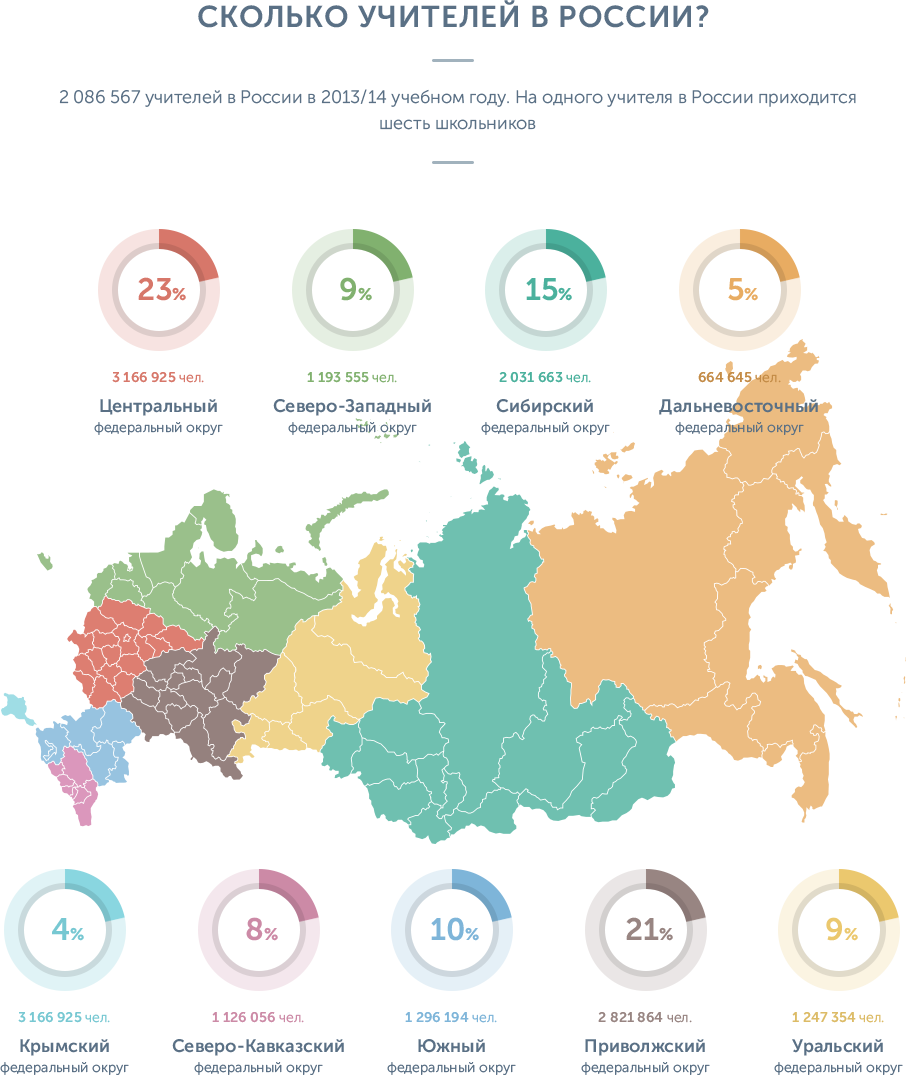 СКОЛЬКО УЧИТЕЛЕЙ В РОССИИ?
2 086 567 учителей в России в 2013/14 учебном году. На одного учителя в России приходится
шесть школьников
23%
9%
15%
5%
3 166 925 чел.
1 193 555 чел.
2 031 663 чел.
664 645 чел.
Центральный
Северо-Западный
Сибирский
Дальневосточный
федеральный округ
федеральный округ
федеральный округ
федеральный округ
4%
8%
10%
21%
9%
3 166 925 чел.
1 126 056 чел.
1 296 194 чел.
2 821 864 чел.
1 247 354 чел.
Крымский
Северо-Кавказский
Южный
Приволжский
Уральский
федеральный округ
федеральный округ
федеральный округ
федеральный округ
федеральный округ